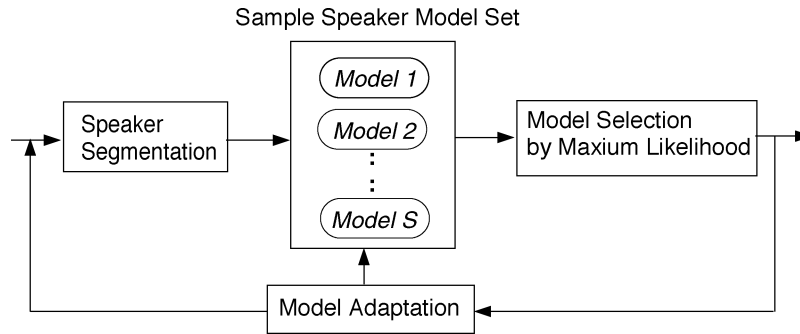 Sample Speaker Model Set
Speaker
Segmentation
Model 1
Model 2
Model S
Model Selection
by Maxium Likelihood
Model Adaptation